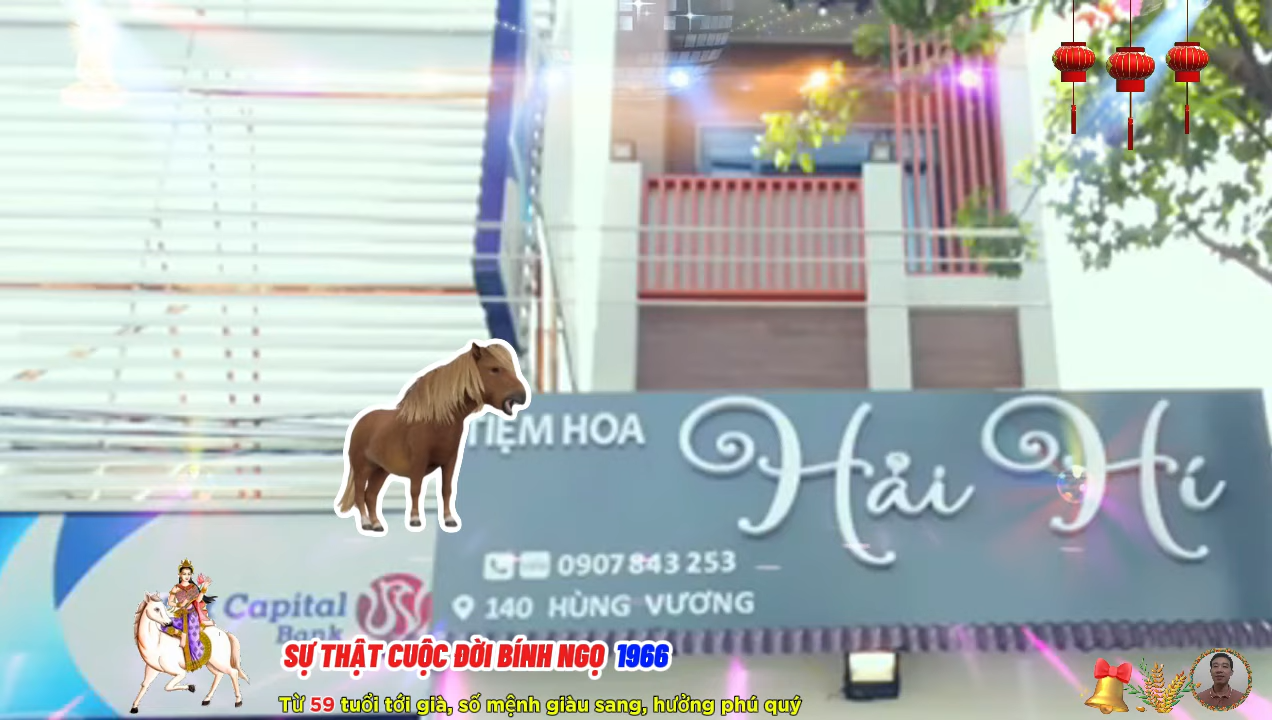 TIỆM HOA
Hải Hí
0907 843 253
140 HÙNG VƯƠNG
Capital
Bank
SỰ THẬT CUỘC ĐỜI BÍNH NGỌ 1966
Từ 59 tuổi tới già, số mệnh giàu sang, hưởng phú quý